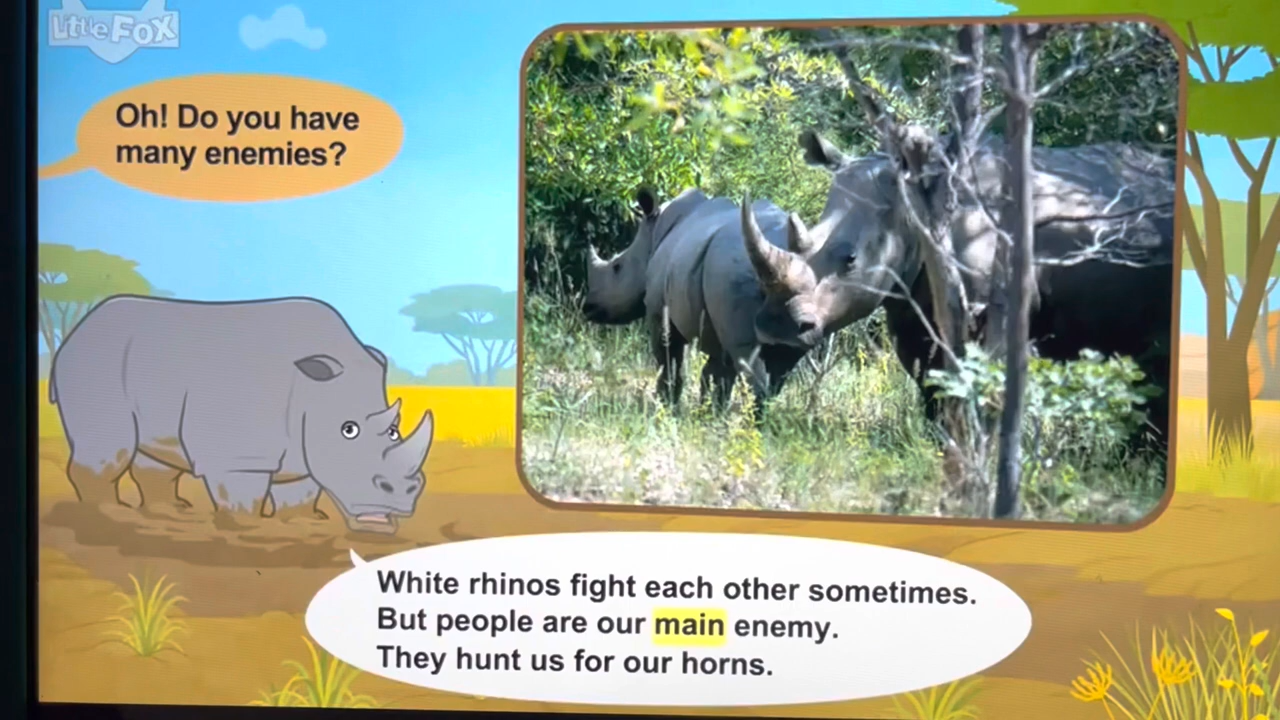 Little Fox
Oh! Do you have
many enemies?
White rhinos fight each other sometimes.
But people are our main enemy.
They hunt us for our horns.